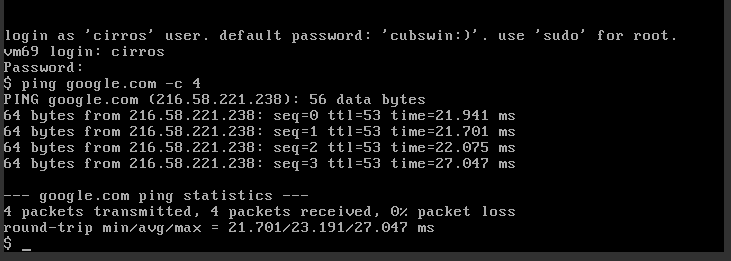 login as 'cirros' user. default password: 'cubswin:)'. use 'sudo' for root.
vm69 login: cirros
Password:
$ ping google.com -c 4
PING google.com (216.58.221.238): 56 data bytes
64 bytes from 216.58.221.238: seq=0 ttl=53 time=21.941 ms
64 bytes from 216.58.221.238: seq=1 ttl=53 time=21.701 ms
64 bytes from 216.58.221.238: seq=2 ttl=53 time=22.075 ms
64 bytes from 216.58.221.238: seq=3 ttl=53 time=27.047 ms
--- google.com ping statistics ---
4 packets transmitted, 4 packets received, 0% packet loss
round-trip min/avg/max = 21.701/23.191/27.047 ms
$ _